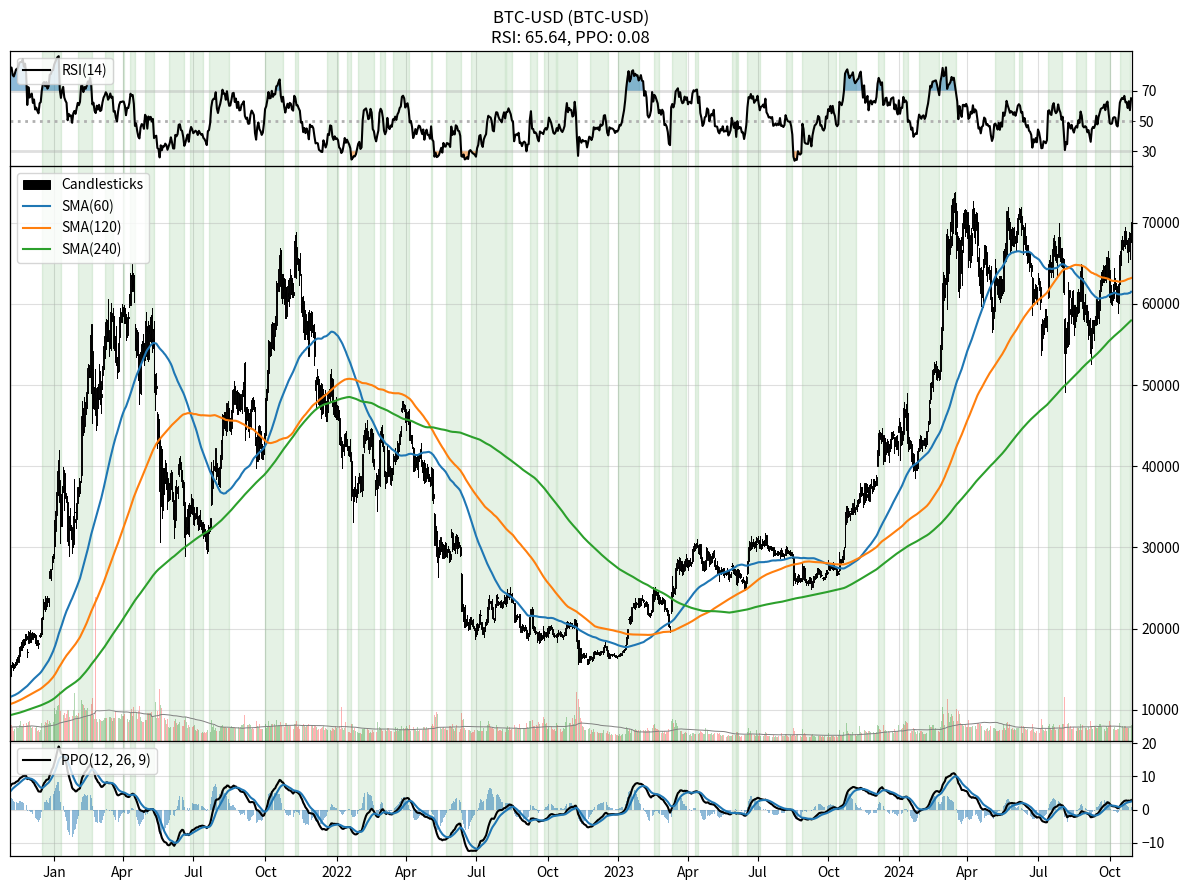 BTC-USD (BTC-USD)
RSI: 65.64, PPO: 0.08
RSI(14)
70
50
30
Candlesticks
SMA(60)
SMA(120)
SMA(240)
70000
60000
50000
40000
30000
20000
10000
PPO(12, 26, 9)
20
10
0
−10
Jan Apr Jul Oct 2022 Apr Jul Oct 2023 Apr Jul Oct 2024 Apr Jul Oct